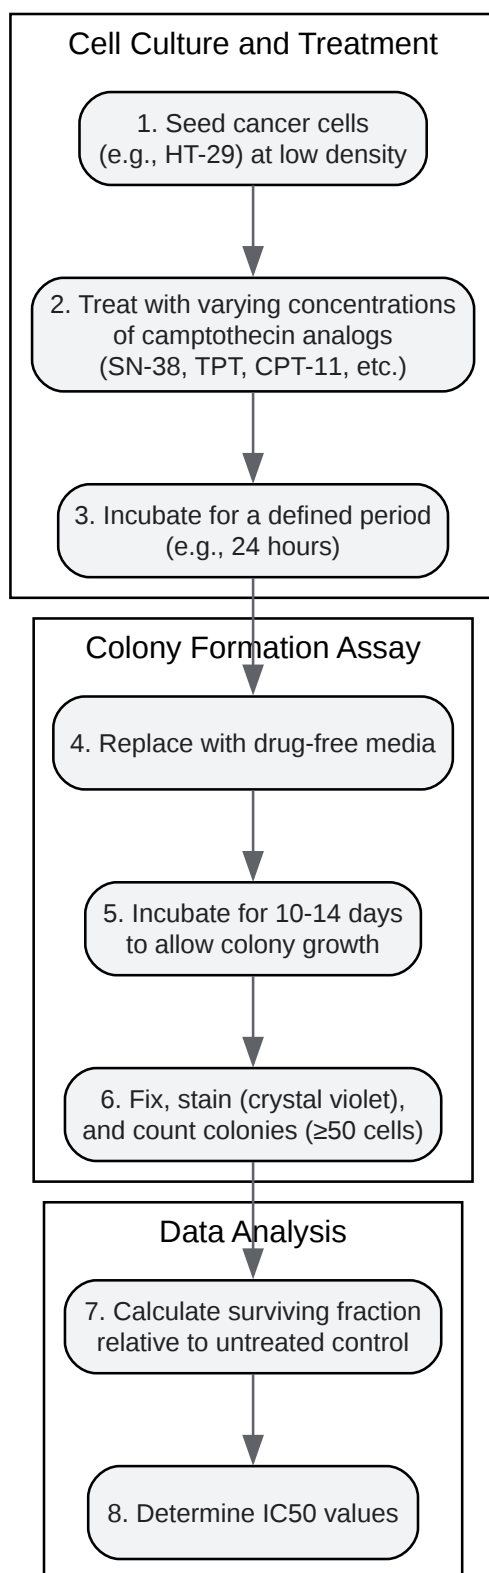 Cell Culture and Treatment
1. Seed cancer cells
(e.g., HT-29) at low density
2. Treat with varying concentrations
of camptothecin analogs
(SN-38, TPT, CPT-11, etc.)
3. Incubate for a defined period
(e.g., 24 hours)
Colony Formation Assay
4. Replace with drug-free media
5. Incubate for 10-14 days
to allow colony growth
6. Fix, stain (crystal violet),
and count colonies (≥50 cells)
Data Analysis
7. Calculate surviving fraction
relative to untreated control
8. Determine IC50 values